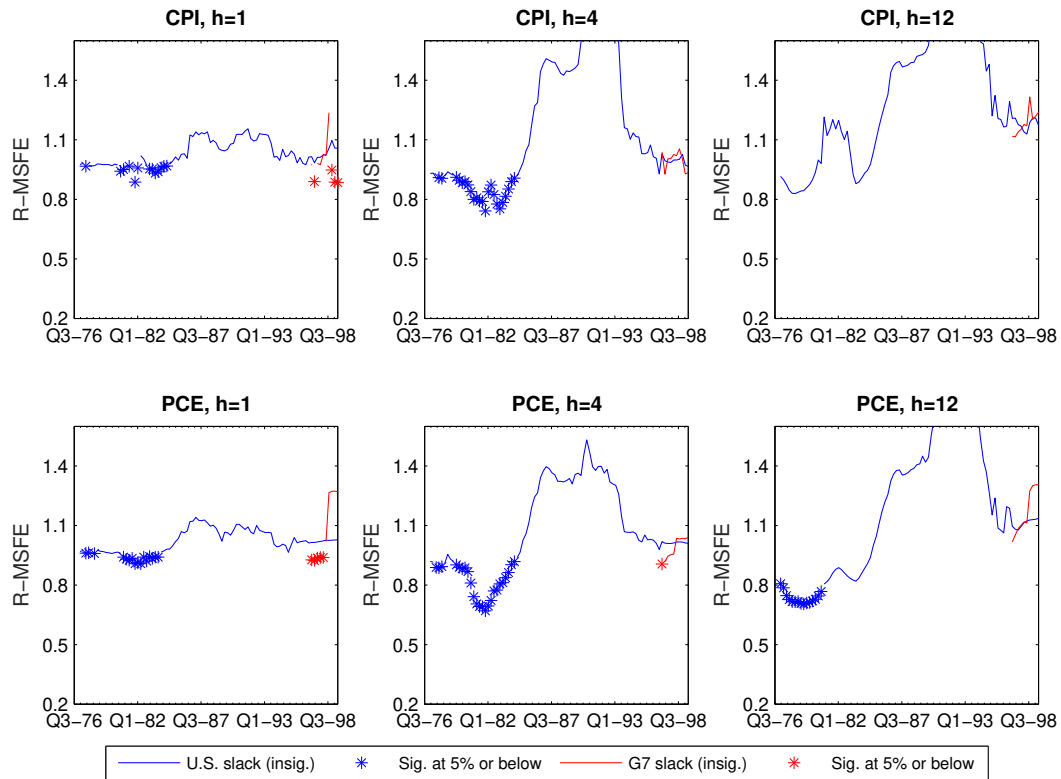 CPI, h=1
CPI, h=4
CPI, h=12
R−MSFE
1.4
1.1
0.8
0.5
0.2
Q3−76 Q1−82 Q3−87 Q1−93 Q3−98
R−MSFE
1.4
1.1
0.8
0.5
0.2
Q3−76 Q1−82 Q3−87 Q1−93 Q3−98
R−MSFE
1.4
1.1
0.8
0.5
0.2
Q3−76 Q1−82 Q3−87 Q1−93 Q3−98
PCE, h=1
PCE, h=4
PCE, h=12
R−MSFE
1.4
1.1
0.8
0.5
0.2
Q3−76 Q1−82 Q3−87 Q1−93 Q3−98
R−MSFE
1.4
1.1
0.8
0.5
0.2
Q3−76 Q1−82 Q3−87 Q1−93 Q3−98
R−MSFE
1.4
1.1
0.8
0.5
0.2
Q3−76 Q1−82 Q3−87 Q1−93 Q3−98
U.S. slack (insig.) Sig. at 5% or below G7 slack (insig.) Sig. at 5% or below